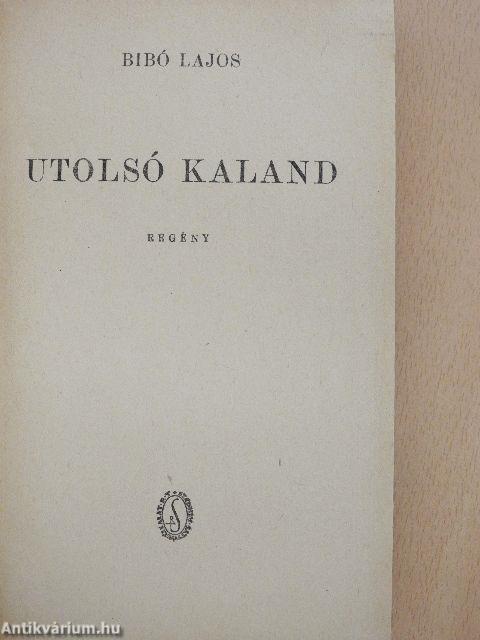 BIBÓ LAJOS
UTOLSÓ KALAND
REGÉNY
Antikvárium.hu